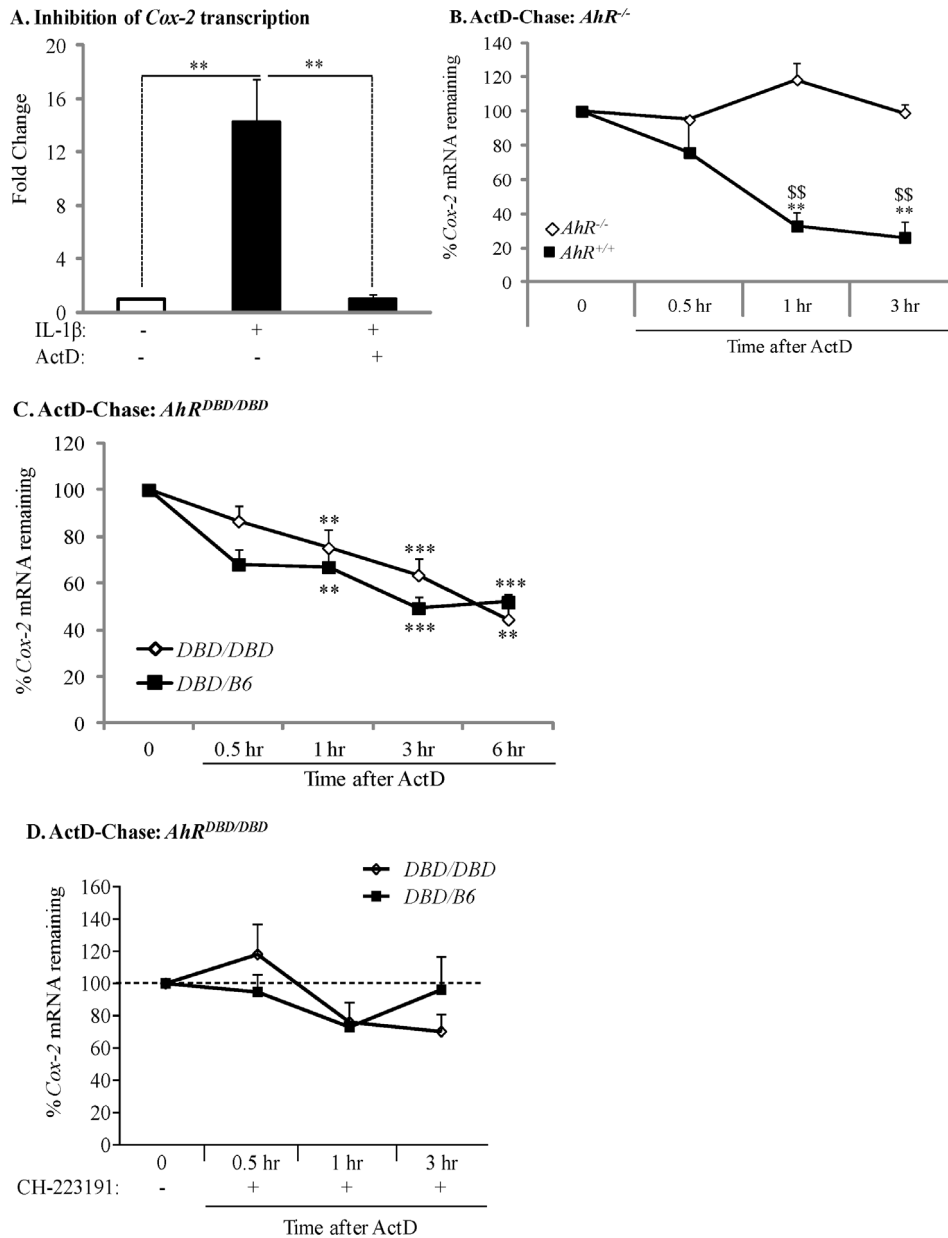 A. Inhibition of Cox-2 transcription
20
16
12
8
4
0
Fold Change
** **
IL-1β: - + +
ActD: - - +
B. ActD-Chase: AhR-/-
140
120
100
80
60
40
20
0
% Cox-2 mRNA remaining
$$ $$
** **
AhR-/-
AhR+/+
0 0.5 hr 1 hr 3 hr
Time after ActD
C. ActD-Chase: AhRDBD/DBD
120
100
80
60
40
20
0
% Cox-2 mRNA remaining
** *** ***
** *** **
DBD/DBD
DBD/B6
0 0.5 hr 1 hr 3 hr 6 hr
Time after ActD
D. ActD-Chase: AhRDBD/DBD
DBD/DBD
DBD/B6
160
140
120
100
80
60
40
20
0
% Cox-2 mRNA remaining
0 0.5 hr 1 hr 3 hr
CH-223191: - + + +
Time after ActD